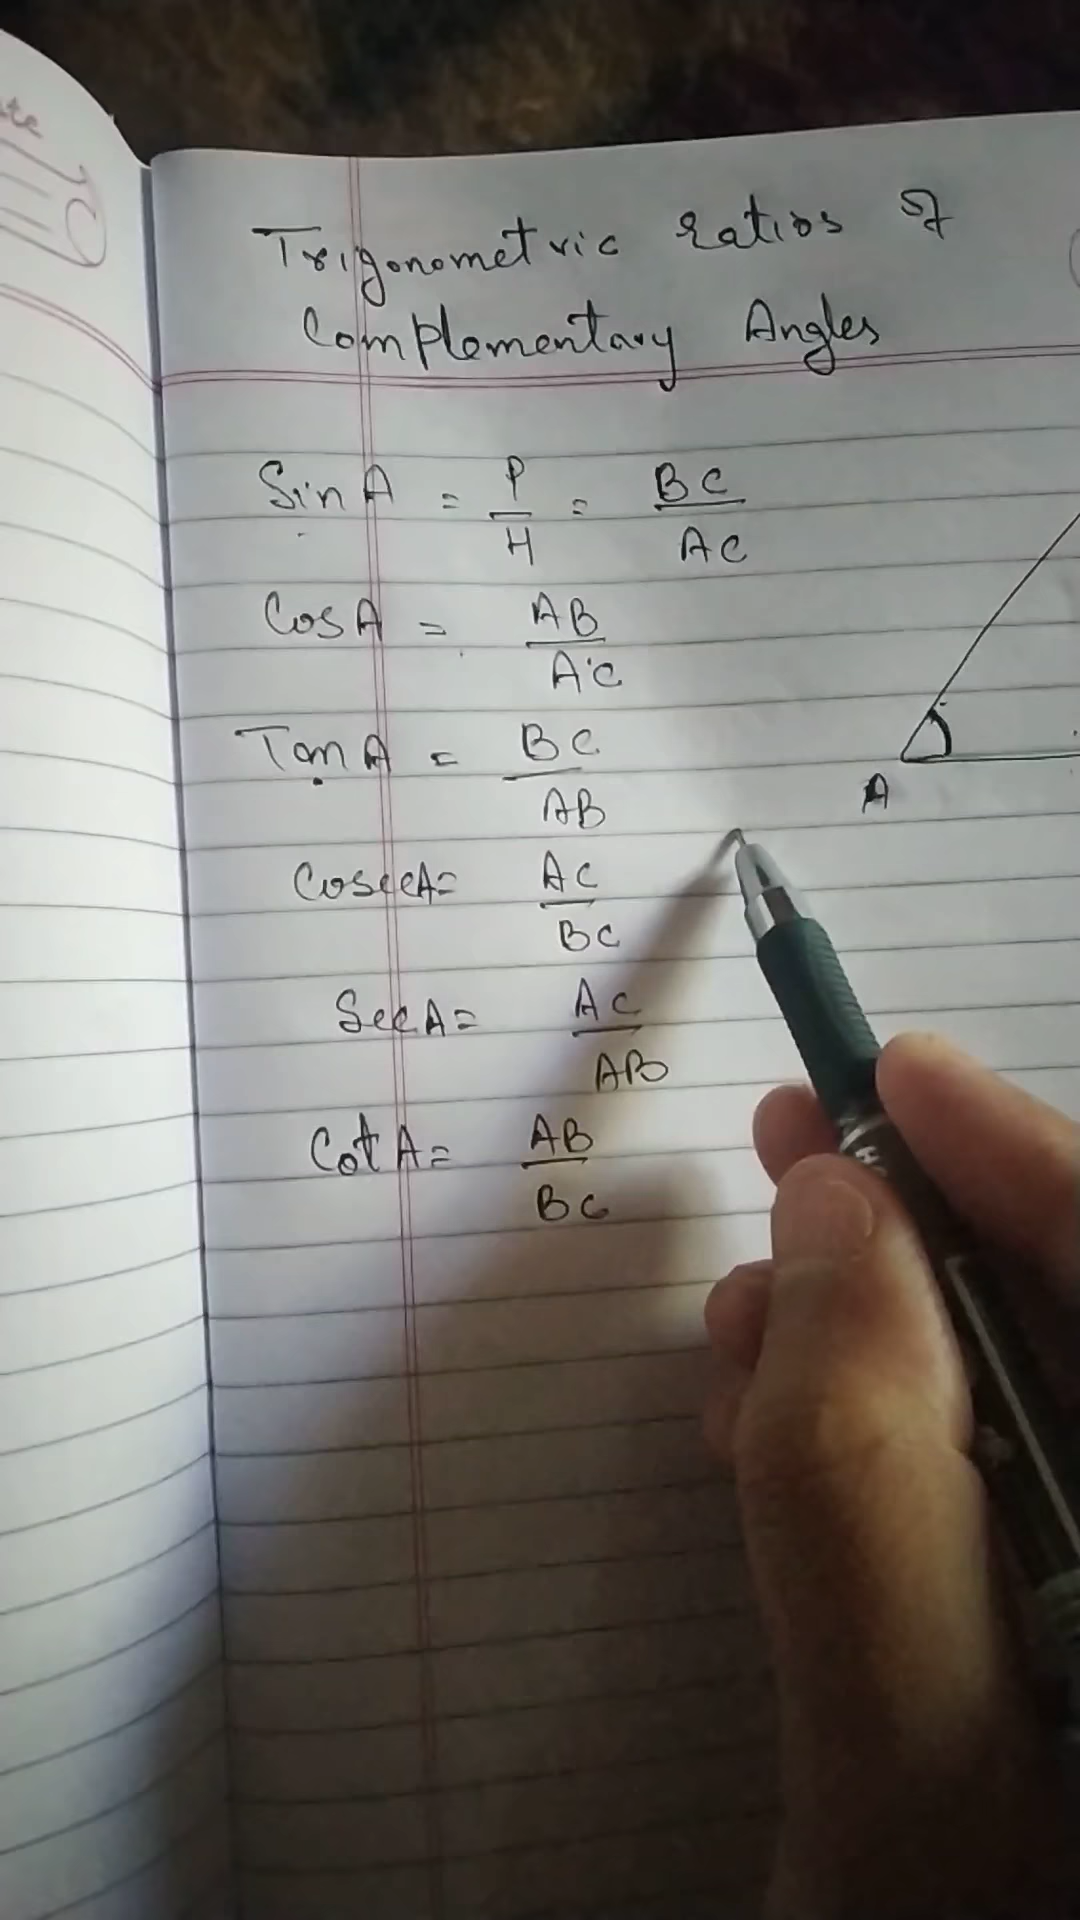 ate
Trigonometric ratios of
Complementary Angles
Sin A = P/H = BC/AC
Cos A = AB/AC
Tan A = BC/AB
CosecA= AC/BC
SecA= AC/AB
Cot A= AB/BC
A